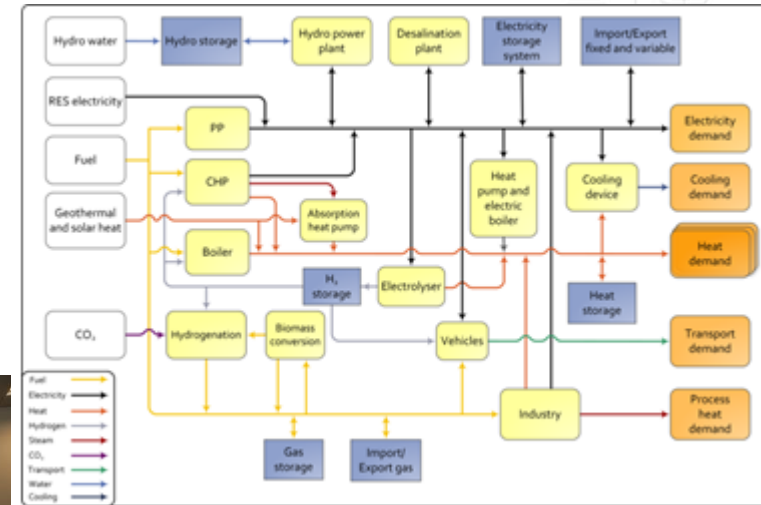 Hydro water
Hydro storage
Hydro power
plant
Desalination
plant
Electricity
storage
system
Import/Export
fixed and variable
RES electricity
PP
Electricity
demand
Fuel
CHP
Heat
pump and
electric
boiler
Cooling
device
Cooling
demand
Geothermal
and solar heat
Absorption
heat pump
Boiler
Heat
demand
H₂
storage
Electrolyser
Heat
storage
CO₂
Hydrogenation
Biomass
conversion
Vehicles
Transport
demand
Industry
Process
heat
demand
Gas
storage
Import/
Export gas
Fuel
Electricity
Heat
Hydrogen
Steam
CO₂
Transport
Water
Cooling